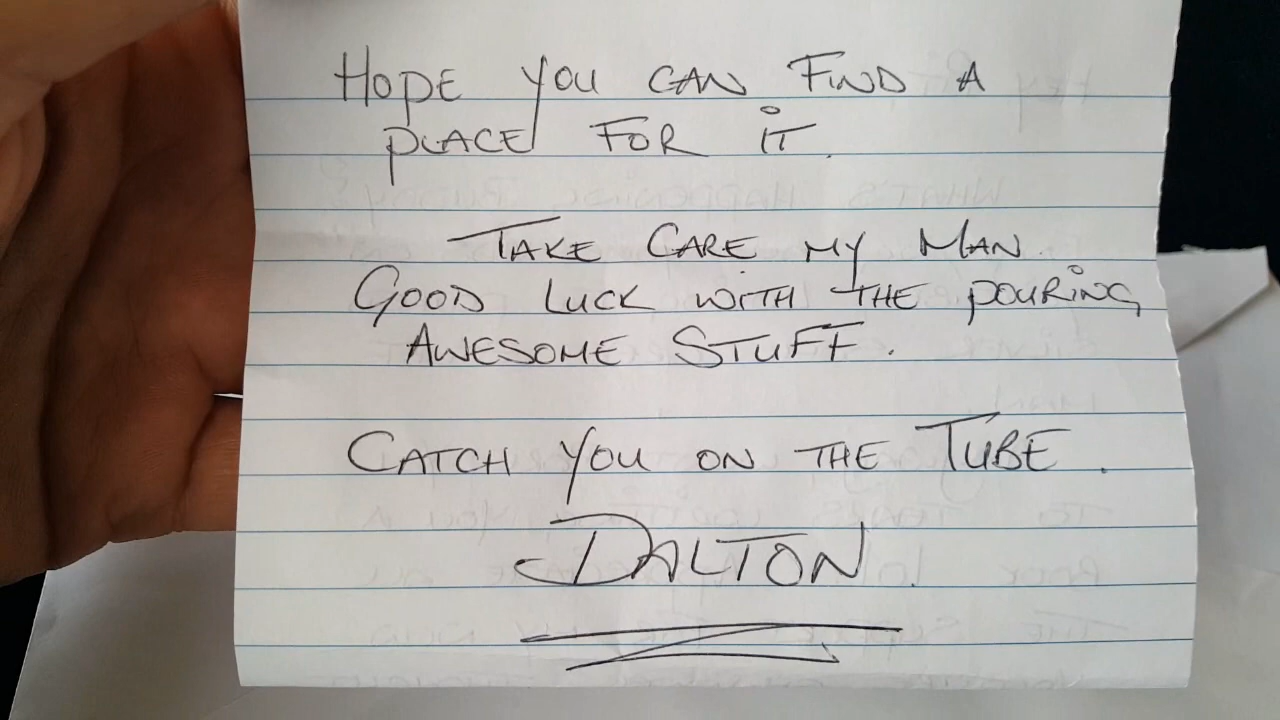 HOPE YOU CAN FIND A
PLACE FOR IT.
TAKE CARE MY MAN.
GOOD LUCK WITH THE POURING,
AWESOME STUFF.
CATCH YOU ON THE TUBE.
DALTON.